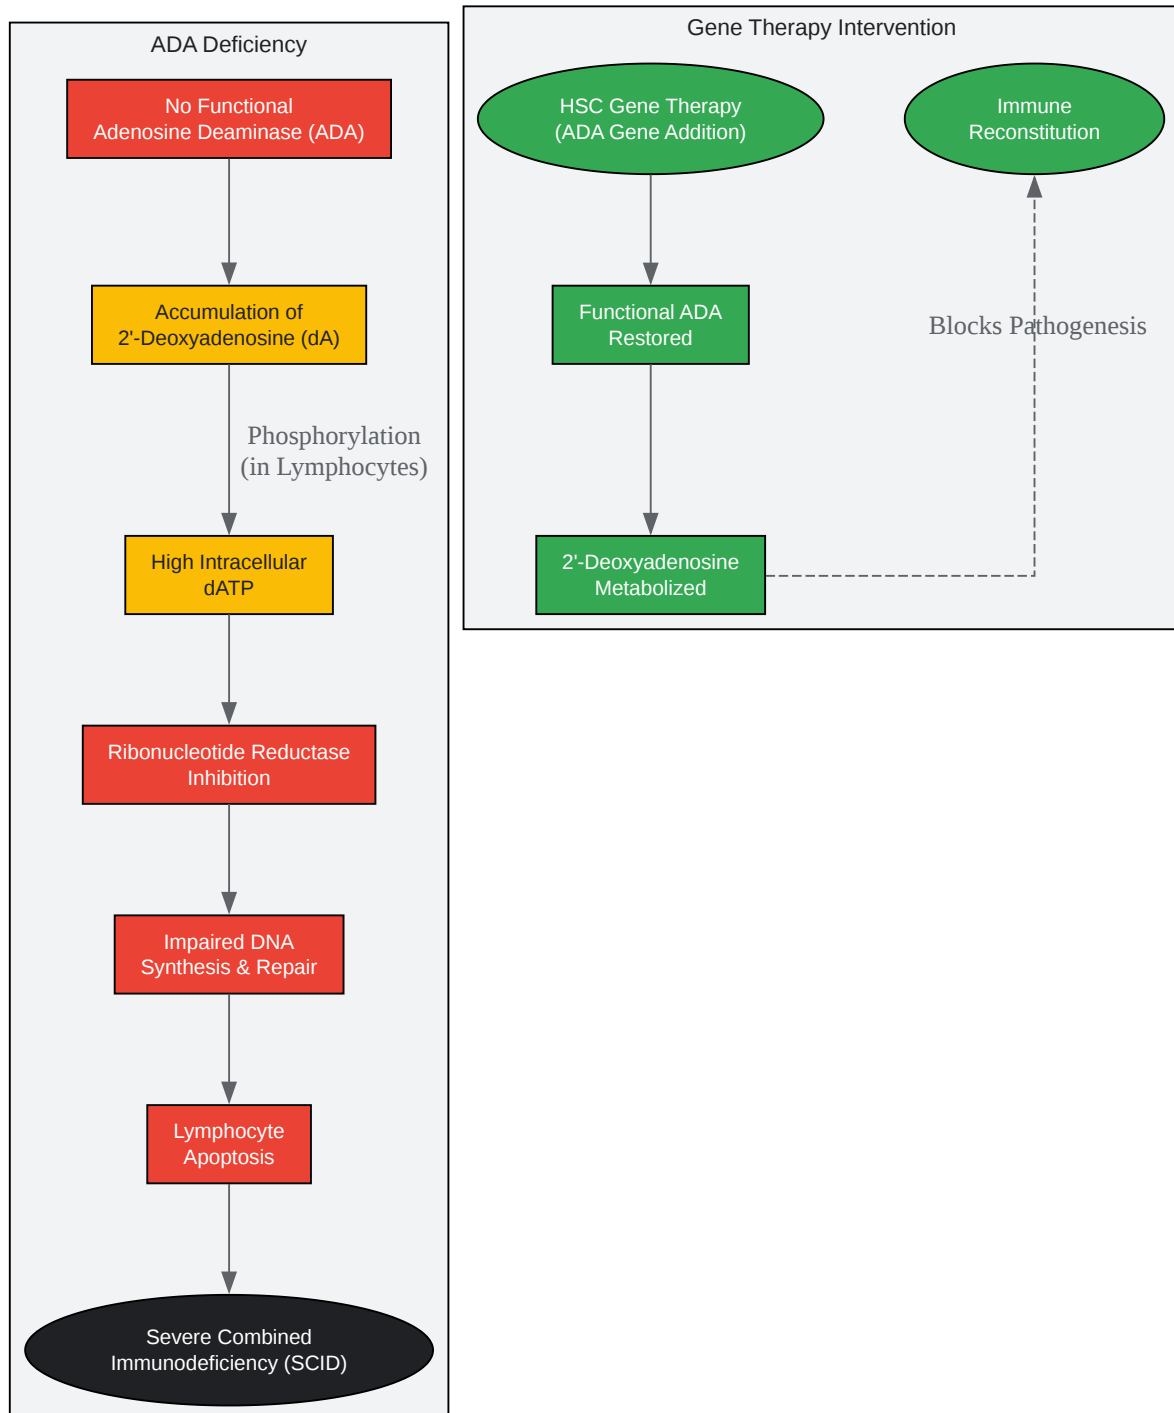 ADA Deficiency
No Functional
Adenosine Deaminase (ADA)
Accumulation of
2'-Deoxyadenosine (dA)
Phosphorylation
(in Lymphocytes)
High Intracellular
dATP
Ribonucleotide Reductase
Inhibition
Impaired DNA
Synthesis & Repair
Lymphocyte
Apoptosis
Severe Combined
Immunodeficiency (SCID)
Gene Therapy Intervention
HSC Gene Therapy
(ADA Gene Addition)
Functional ADA
Restored
2'-Deoxyadenosine
Metabolized
Blocks Pathogenesis
Immune
Reconstitution